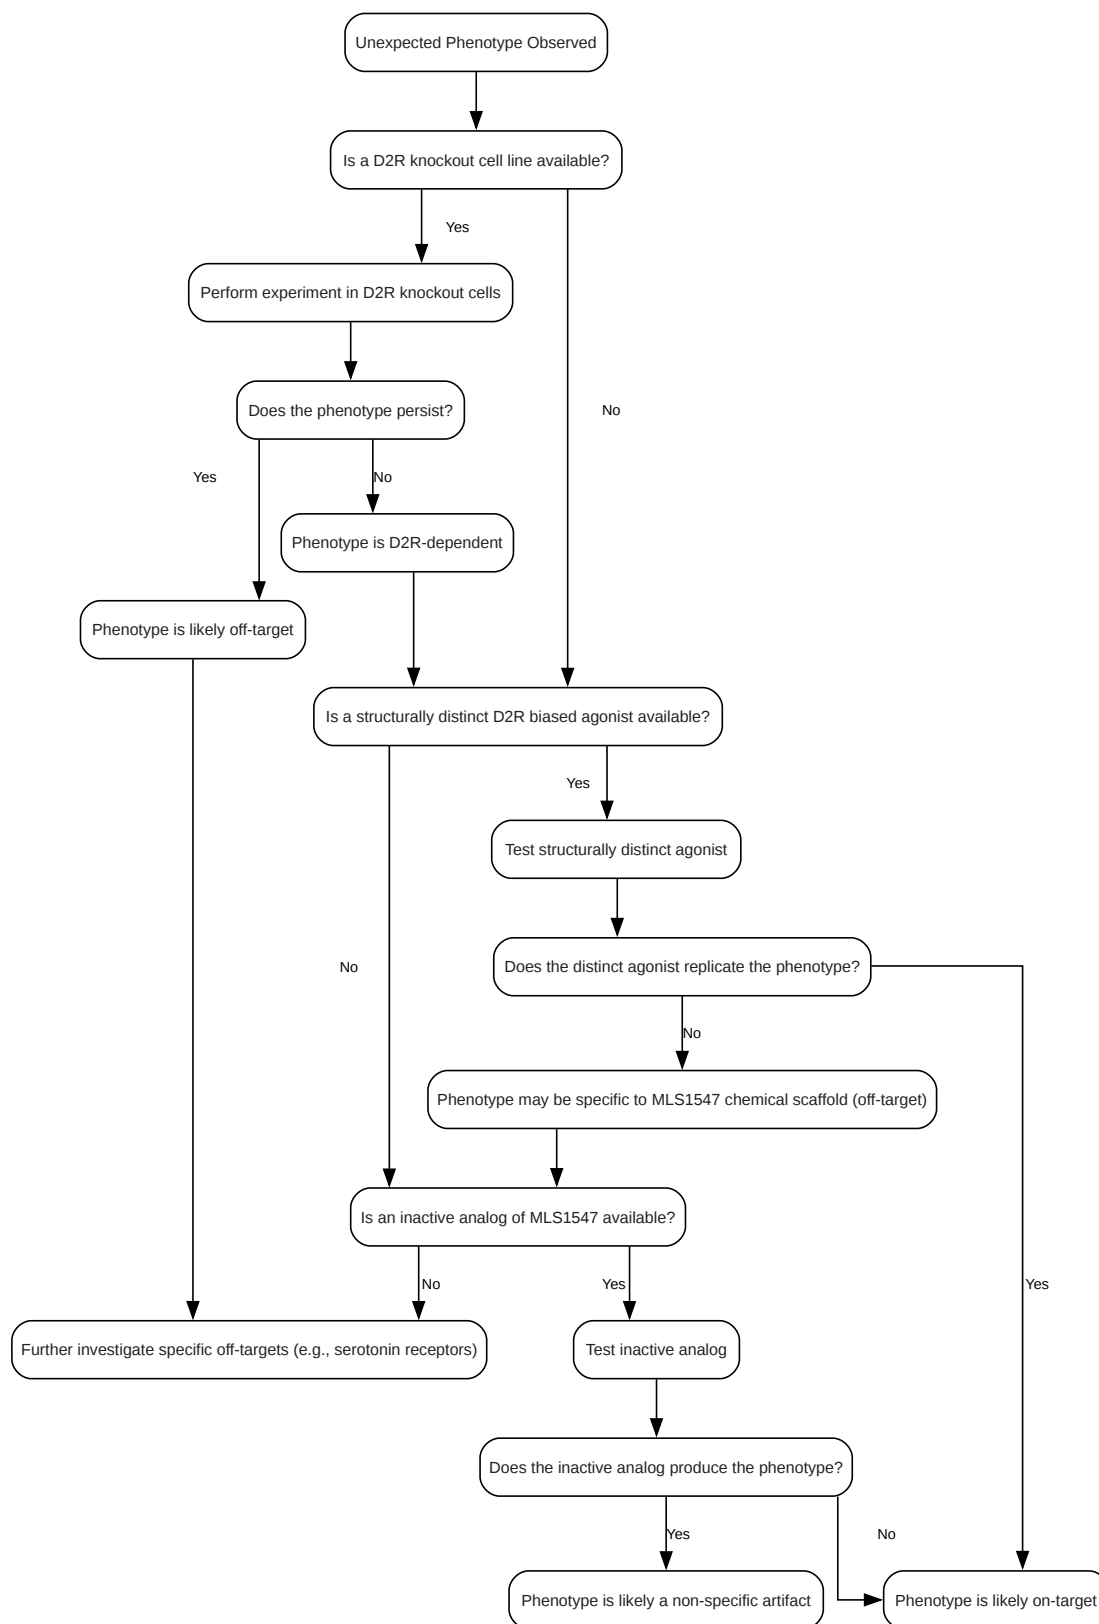 Unexpected Phenotype Observed
Is a D2R knockout cell line available?
Yes
Perform experiment in D2R knockout cells
Does the phenotype persist?
No
Yes
No
Phenotype is D2R-dependent
Phenotype is likely off-target
Is a structurally distinct D2R biased agonist available?
Yes
Test structurally distinct agonist
No
Does the distinct agonist replicate the phenotype?
No
Phenotype may be specific to MLS1547 chemical scaffold (off-target)
Is an inactive analog of MLS1547 available?
No
Yes
Yes
Further investigate specific off-targets (e.g., serotonin receptors)
Test inactive analog
Does the inactive analog produce the phenotype?
Yes
No
Phenotype is likely a non-specific artifact
Phenotype is likely on-target